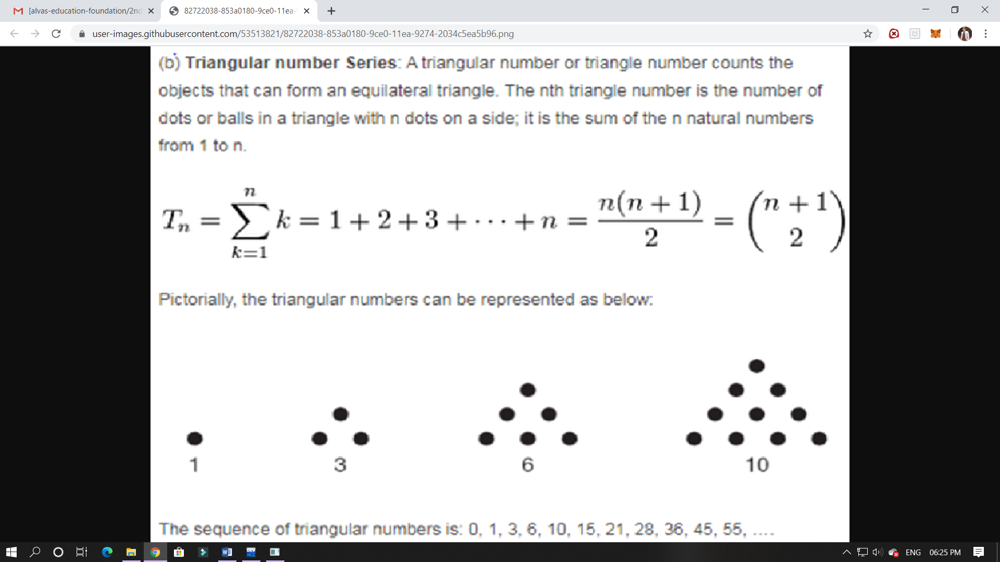 [alvas-education-foundation/2nd
82722038-853a0180-9ce0-11ea-
user-images.githubusercontent.com/53513821/82722038-853a0180-9ce0-11ea-9274-2034c5ea5b96.png
(b) Triangular number Series: A triangular number or triangle number counts the
objects that can form an equilateral triangle. The nth triangle number is the number of
dots or balls in a triangle with n dots on a side; it is the sum of the n natural numbers
from 1 to n.
T_n = \sum_{k=1}^{n} k = 1 + 2 + 3 + ··· + n = \frac{n(n + 1)}{2} = \binom{n + 1}{2}
Pictorially, the triangular numbers can be represented as below:
1 3 6 10
The sequence of triangular numbers is: 0, 1, 3, 6, 10, 15, 21, 28, 36, 45, 55, ....
DEV
ENG 06:25 PM